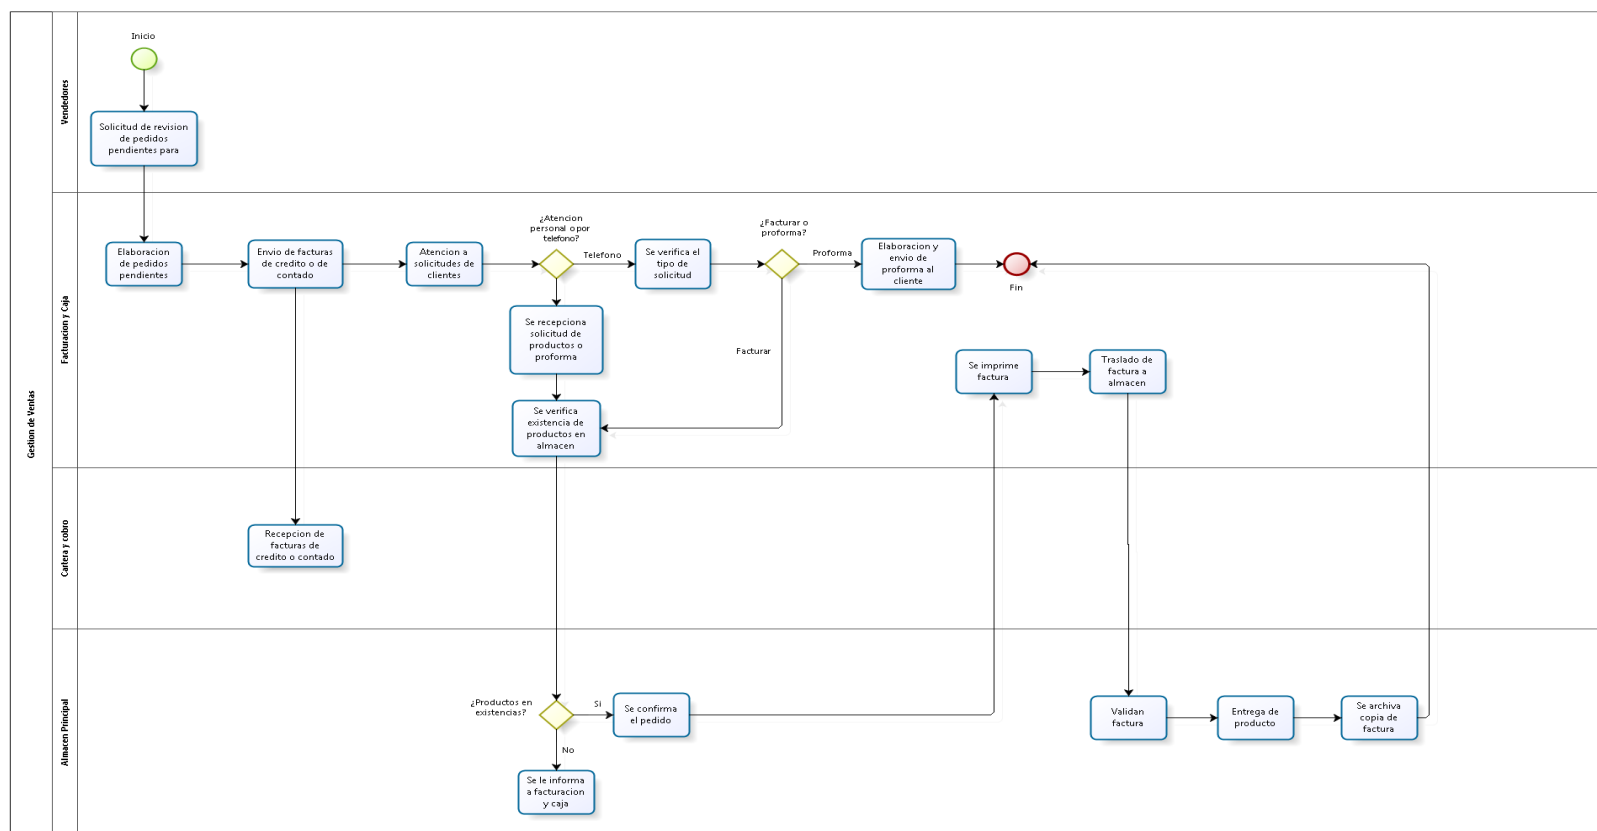 Gestion de Ventas
Vendedores
Inicio
Solicitud de revision
de pedidos
pendientes para
Facturacion y Caja
Elaboracion
de pedidos
pendientes
Envio de facturas
de credito o de
contado
Atencion a
solicitudes de
clientes
¿Atencion
personal o por
telefono?
Telefono
Se verifica el
tipo de
solicitud
¿Facturar o
proforma?
Proforma
Elaboracion y
envio de
proforma al
cliente
Fin
Se recepciona
solicitud de
productos o
proforma
Facturar
Se verifica
existencia de
productos en
almacen
Se imprime
factura
Traslado de
factura a
almacen
Cartera y cobro
Recepcion de
facturas de
credito o contado
Almacen Principal
¿Productos en
existencias?
Si
Se confirma
el pedido
No
Se le informa
a facturacion
y caja
Validan
factura
Entrega de
producto
Se archiva
copia de
factura